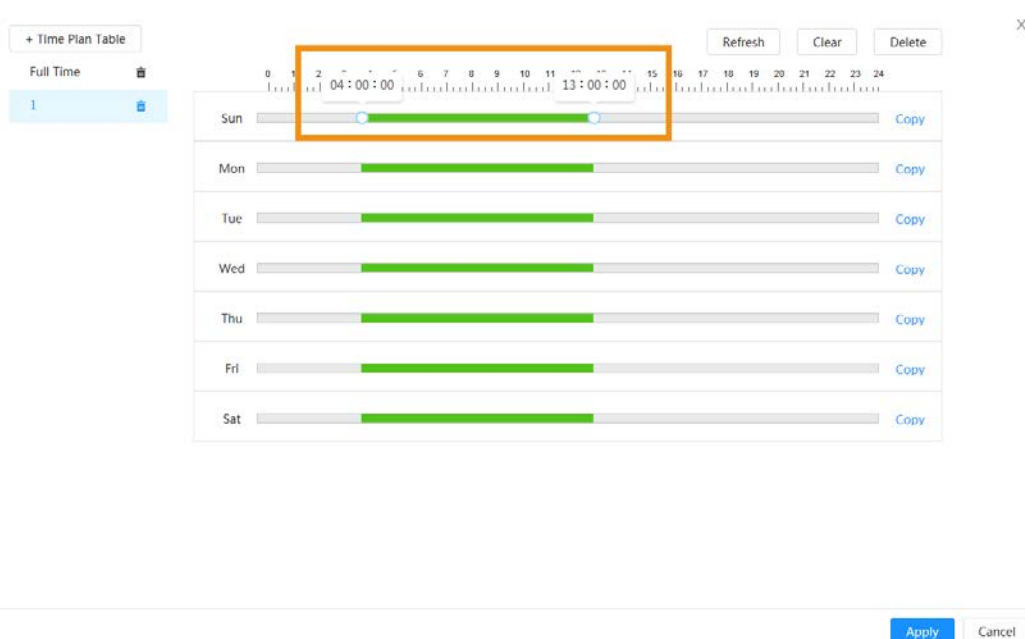 X
+ Time Plan Table
Refresh Clear Delete
Full Time
0 1 2 6 7 8 9 10 11 15 16 17 18 19 20 21 22 23 24
04:00:00 13:00:00
1
Sun Copy
Mon Copy
Tue Copy
Wed Copy
Thu Copy
Fri Copy
Sat Copy
Apply Cancel